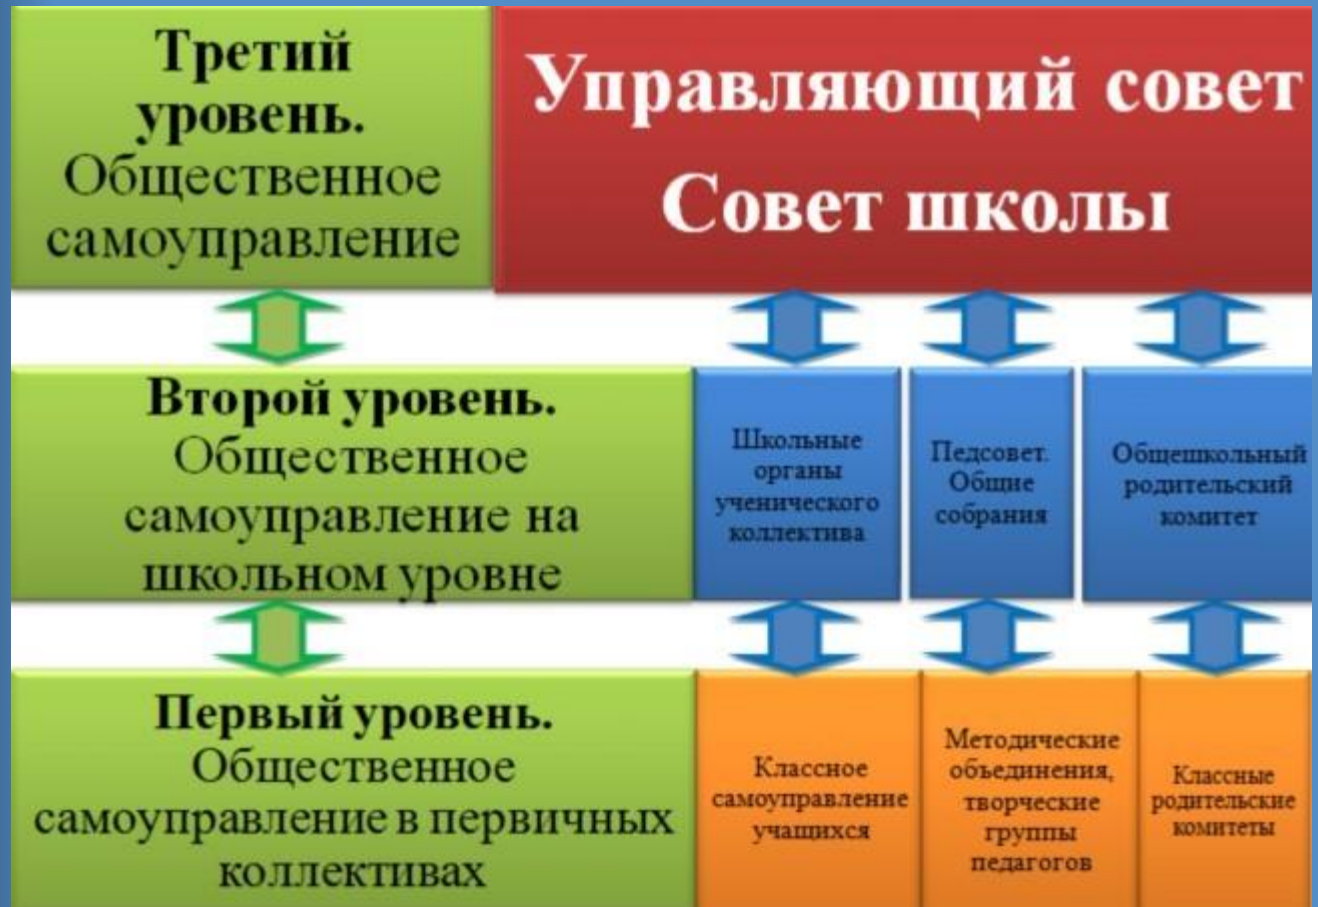 Третий
уровень.
Общественное
самоуправление
Управляющий совет
Совет школы
Второй уровень.
Общественное
самоуправление на
школьном уровне
Школьные
органы
ученического
коллектива
Педсовет.
Общие
собрания
Общешкольный
родительский
комитет
Первый уровень.
Общественное
самоуправление в первичных
коллективах
Классное
самоуправление
учащихся
Методические
объединения,
творческие
группы
педагогов
Классные
родительские
комитеты